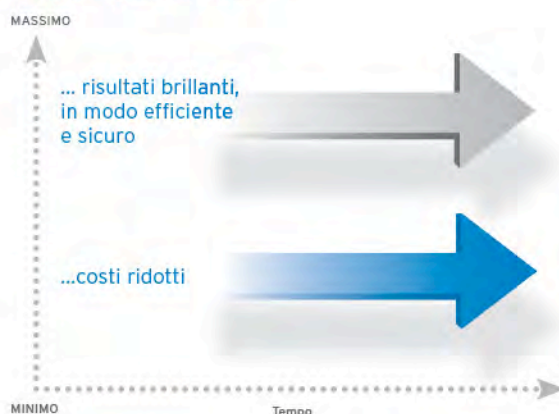 MASSIMO
... risultati brillanti,
in modo efficiente
e sicuro
...costi ridotti
MINIMO
Tempo